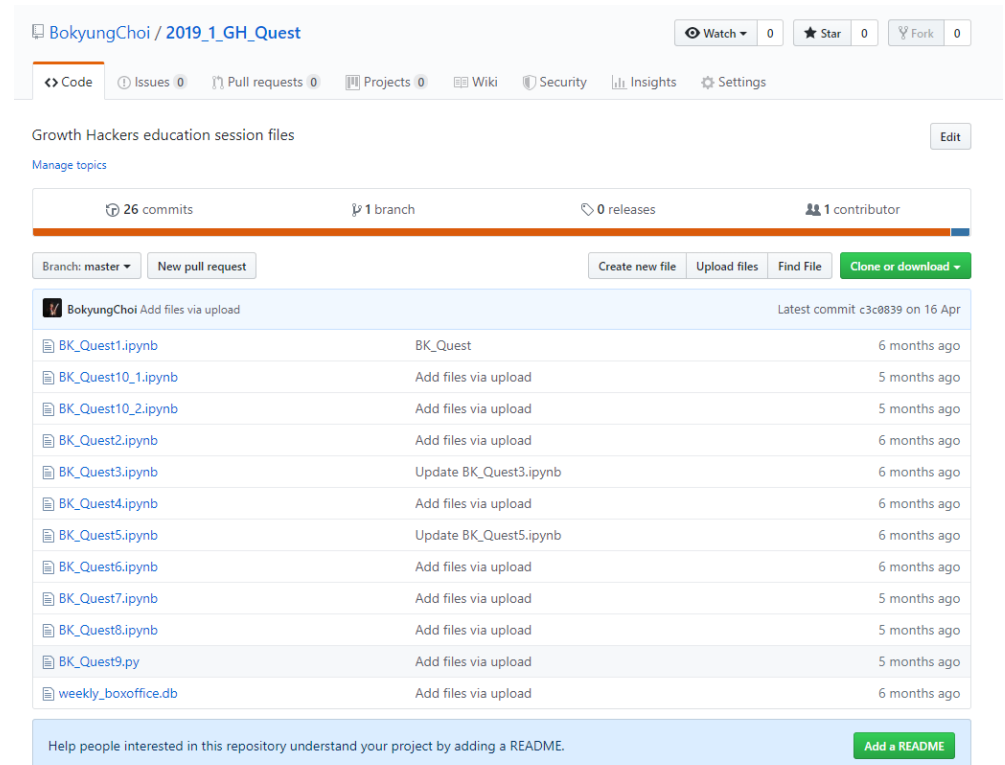 BokyungChoi / 2019_1_GH_Quest Watch 0 Star 0 Fork 0
Code Issues 0 Pull requests 0 Projects 0 Wiki Security Insights Settings
Growth Hackers education session files Edit
Manage topics
26 commits 1 branch 0 releases 1 contributor
Branch: master New pull request Create new file Upload files Find File Clone or download
BokyungChoi Add files via upload Latest commit c3c0839 on 16 Apr
BK_Quest1.ipynb BK_Quest 6 months ago
BK_Quest10_1.ipynb Add files via upload 5 months ago
BK_Quest10_2.ipynb Add files via upload 5 months ago
BK_Quest2.ipynb Add files via upload 6 months ago
BK_Quest3.ipynb Update BK_Quest3.ipynb 6 months ago
BK_Quest4.ipynb Add files via upload 6 months ago
BK_Quest5.ipynb Update BK_Quest5.ipynb 6 months ago
BK_Quest6.ipynb Add files via upload 6 months ago
BK_Quest7.ipynb Add files via upload 5 months ago
BK_Quest8.ipynb Add files via upload 5 months ago
BK_Quest9.py Add files via upload 5 months ago
weekly_boxoffice.db Add files via upload 6 months ago
Help people interested in this repository understand your project by adding a README. Add a README